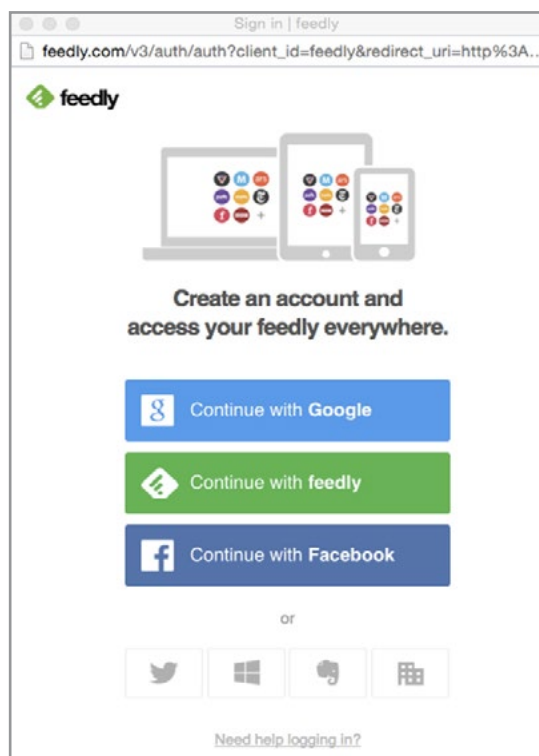 Sign in | feedly
feedly.com/v3/auth/auth?client_id=feedly&redirect_uri=http%3A...
feedly
Create an account and
access your feedly everywhere.
Continue with Google
Continue with feedly
Continue with Facebook
or
Need help logging in?